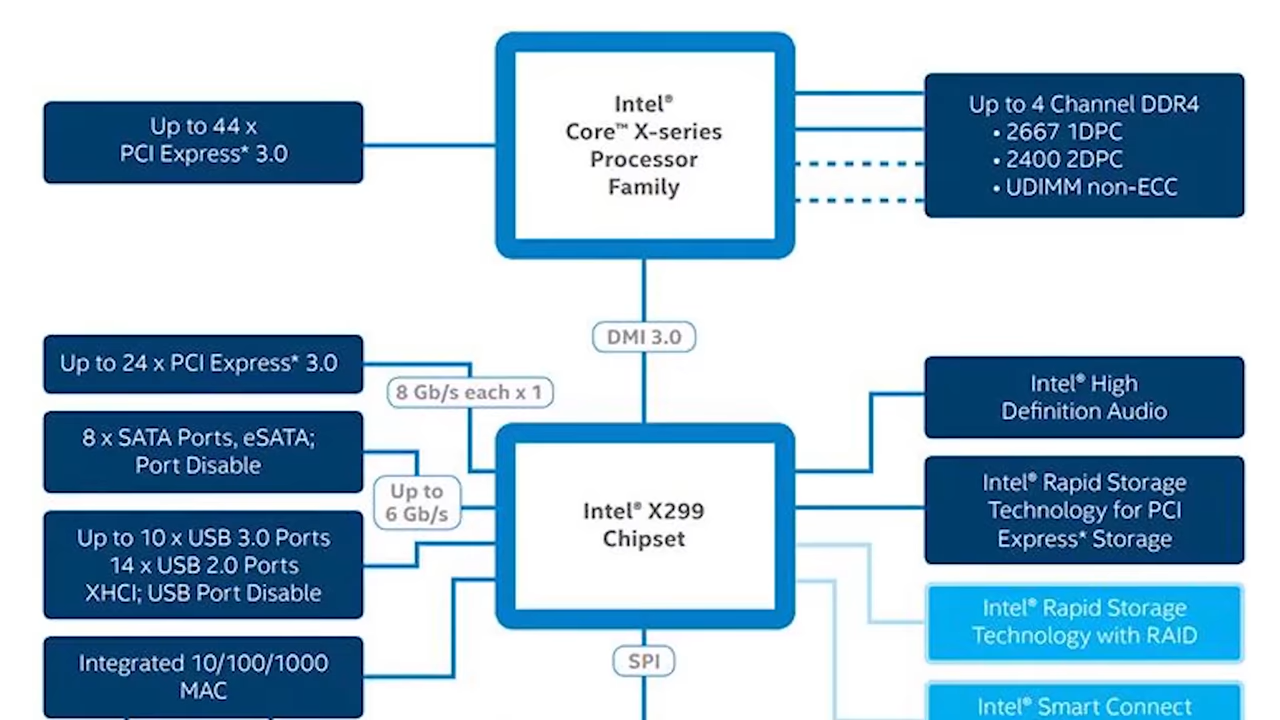 Intel®
Core™ X-series
Processor
Family
Up to 44 x
PCI Express* 3.0
Up to 4 Channel DDR4
• 2667 1DPC
• 2400 2DPC
• UDIMM non-ECC
DMI 3.0
Up to 24 x PCI Express* 3.0
8 Gb/s each x 1
8 x SATA Ports, eSATA;
Port Disable
Up to
6 Gb/s
Up to 10 x USB 3.0 Ports
14 x USB 2.0 Ports
XHCI; USB Port Disable
Integrated 10/100/1000
MAC
Intel® X299
Chipset
SPI
Intel® High
Definition Audio
Intel® Rapid Storage
Technology for PCI
Express* Storage
Intel® Rapid Storage
Technology with RAID
Intel® Smart Connect